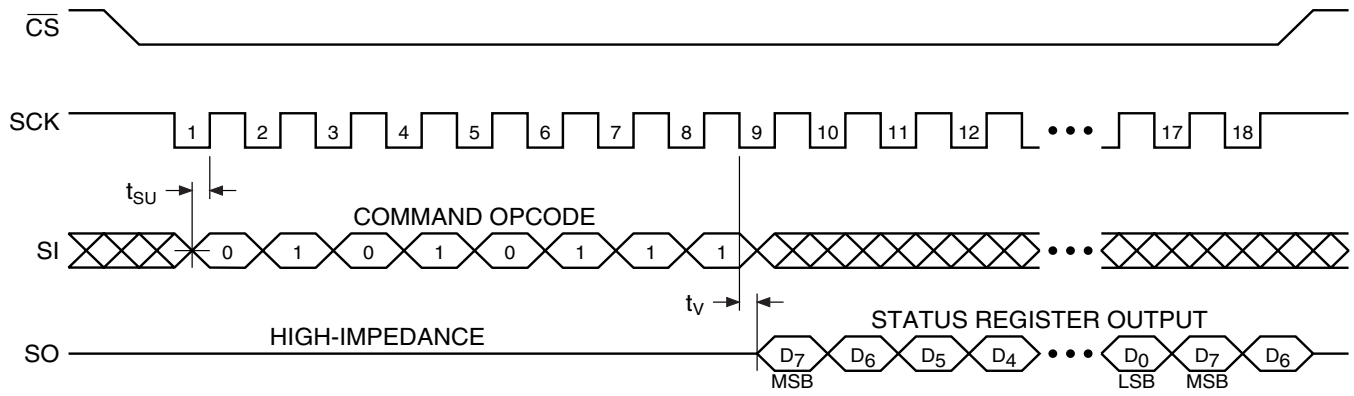 CS
SCK 1 2 3 4 5 6 7 8 9 10 11 12 • • • 17 18
tSU
COMMAND OPCODE
SI 0 1 0 1 0 1 1 1 • • •
tV
HIGH-IMPEDANCE
STATUS REGISTER OUTPUT
SO D7 D6 D5 D4 • • • D0 D7 D6
MSB LSB MSB